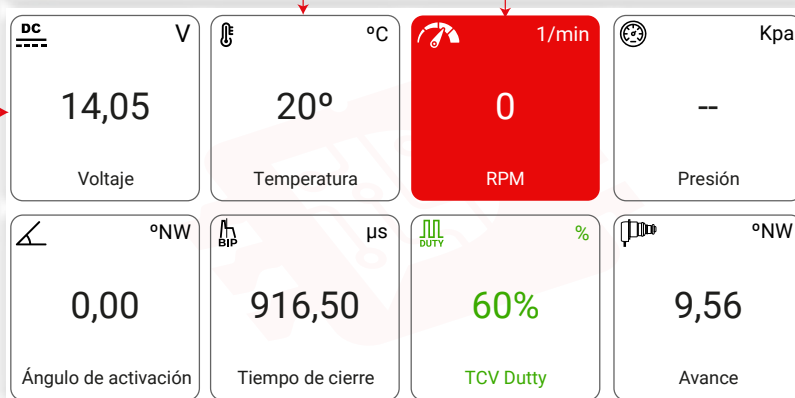 DC V
14,05
Voltaje
ºC
20º
Temperatura
1/min
0
RPM
Kpa
--
Presión
ºNW
0,00
Ángulo de activación
BIP µs
916,50
Tiempo de cierre
DUTY %
60%
TCV Dutty
ºNW
9,56
Avance